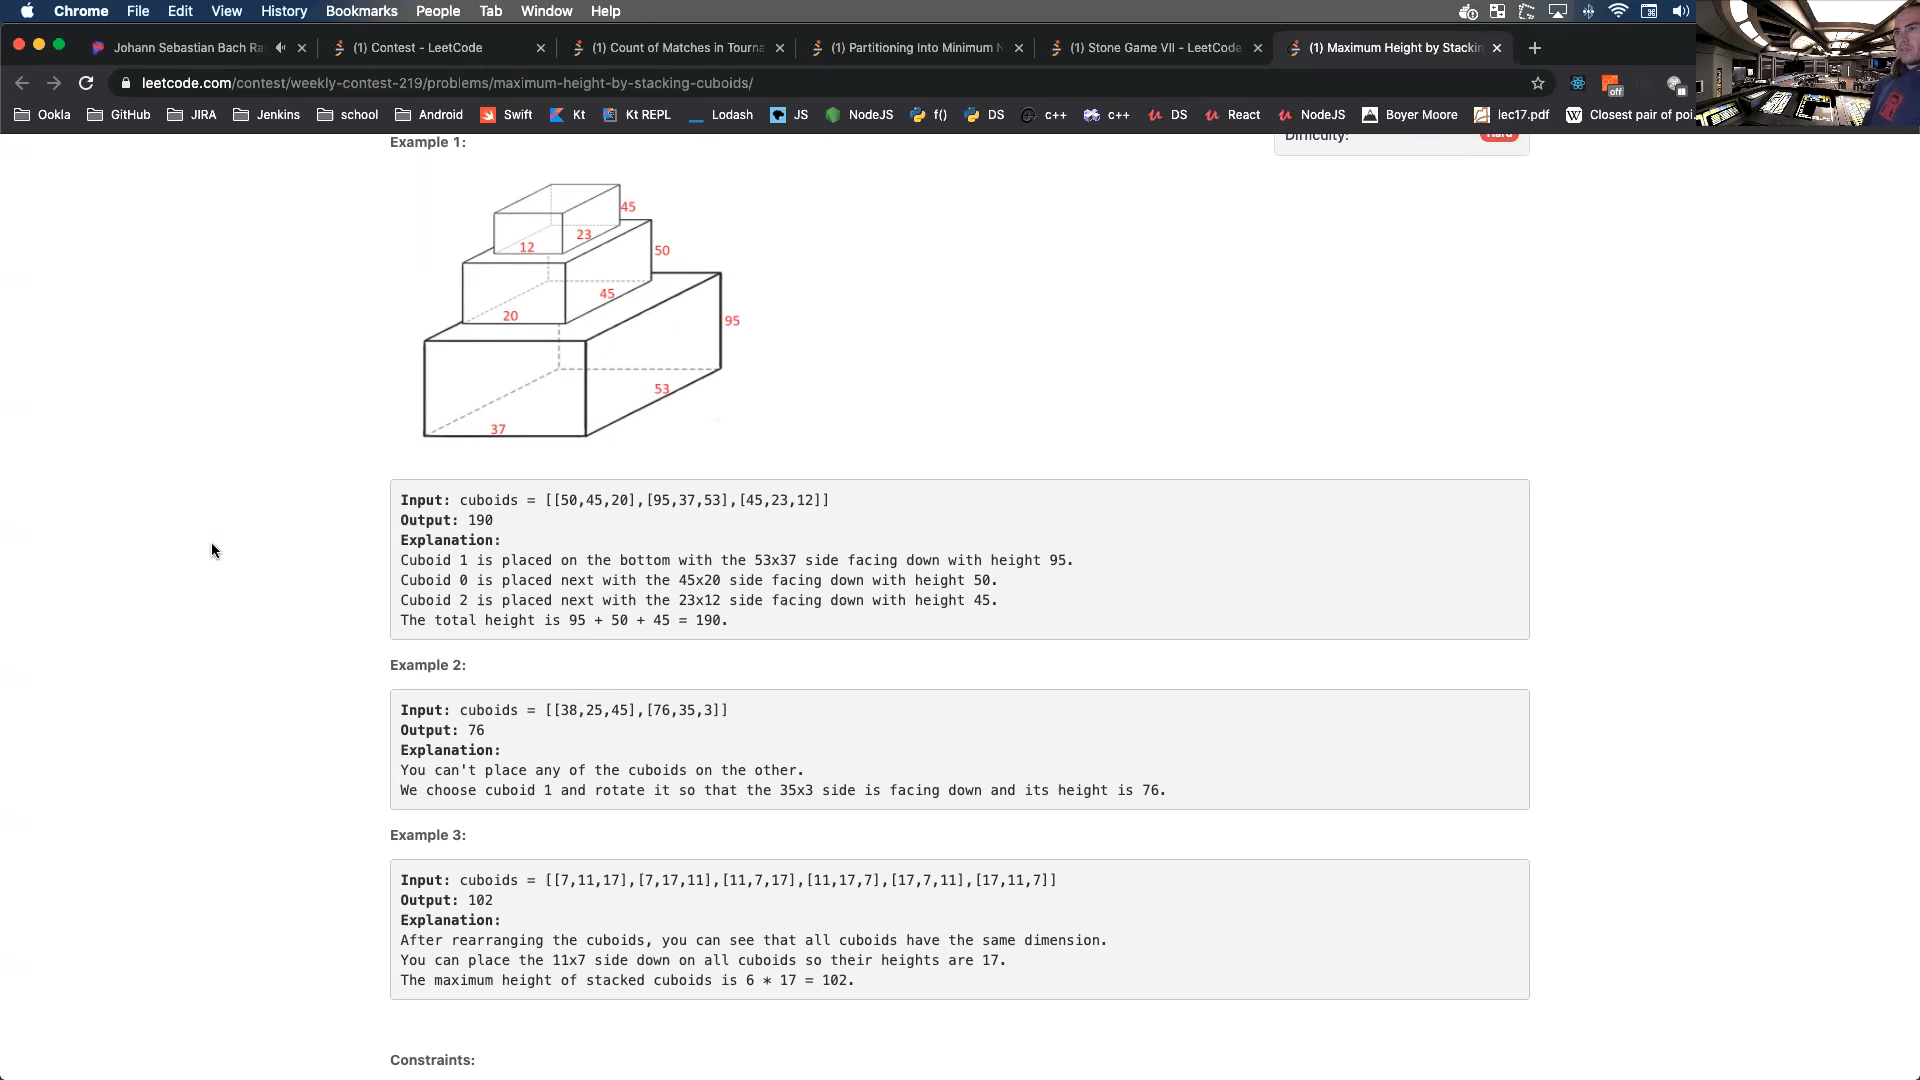 Chrome File Edit View History Bookmarks People Tab Window Help
Johann Sebastian Bach Ra
(1) Contest - LeetCode
(1) Count of Matches in Tourna
(1) Partitioning Into Minimum N
(1) Stone Game VII - LeetCode
(1) Maximum Height by Stackin
leetcode.com/contest/weekly-contest-219/problems/maximum-height-by-stacking-cuboids/
off
Ookla GitHub JIRA Jenkins school Android Swift Kt Kt REPL Lodash JS NodeJS f() DS c++ c++ DS React NodeJS Boyer Moore lec17.pdf Closest pair of poi
Example 1:
Difficulty:
Hard
45
23
12
50
45
20
95
53
37
Input: cuboids = [[50,45,20],[95,37,53],[45,23,12]]
Output: 190
Explanation:
Cuboid 1 is placed on the bottom with the 53x37 side facing down with height 95.
Cuboid 0 is placed next with the 45x20 side facing down with height 50.
Cuboid 2 is placed next with the 23x12 side facing down with height 45.
The total height is 95 + 50 + 45 = 190.
Example 2:
Input: cuboids = [[38,25,45],[76,35,3]]
Output: 76
Explanation:
You can't place any of the cuboids on the other.
We choose cuboid 1 and rotate it so that the 35x3 side is facing down and its height is 76.
Example 3:
Input: cuboids = [[7,11,17],[7,17,11],[11,7,17],[11,17,7],[17,7,11],[17,11,7]]
Output: 102
Explanation:
After rearranging the cuboids, you can see that all cuboids have the same dimension.
You can place the 11x7 side down on all cuboids so their heights are 17.
The maximum height of stacked cuboids is 6 * 17 = 102.
Constraints: